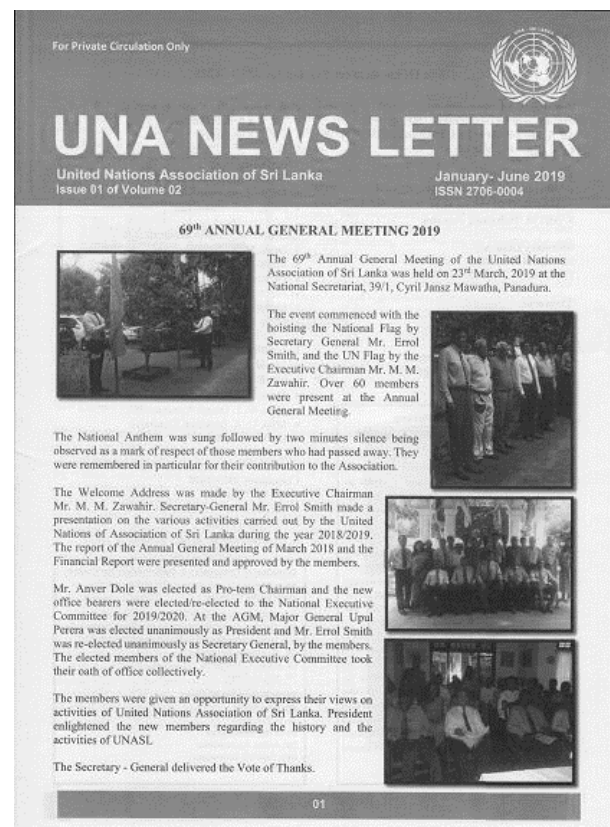 For Private Circulation Only
UNA NEWS LETTER
United Nations Association of Sri Lanka
Issue 01 of Volume 02
January- June 2019
ISSN 2706-0004
69th ANNUAL GENERAL MEETING 2019
The 69th Annual General Meeting of the United Nations
Association of Sri Lanka was held on 23rd March, 2019 at the
National Secretariat, 39/1, Cyril Jansz Mawatha, Panadura.
The event commenced with the
hoisting the National Flag by
Secretary General Mr. Errol
Smith, and the UN Flag by the
Executive Chairman Mr. M. M.
Zawahir. Over 60 members
were present at the Annual
General Meeting.
The National Anthem was sung followed by two minutes silence being
observed as a mark of respect of those members who had passed away. They
were remembered in particular for their contribution to the Association.
The Welcome Address was made by the Executive Chairman
Mr. M. M. Zawahir. Secretary-General Mr. Errol Smith made a
presentation on the various activities carried out by the United
Nations of Association of Sri Lanka during the year 2018/2019.
The report of the Annual General Meeting of March 2018 and the
Financial Report were presented and approved by the members.
Mr. Anver Dole was elected as Pro-tem Chairman and the new
office bearers were elected/re-elected to the National Executive
Committee for 2019/2020. At the AGM, Major General Upul
Perera was elected unanimously as President and Mr. Errol Smith
was re-elected unanimously as Secretary General, by the members.
The elected members of the National Executive Committee took
their oath of office collectively.
The members were given an opportunity to express their views on
activities of United Nations Association of Sri Lanka. President
enlightened the new members regarding the history and the
activities of UNASL
The Secretary - General delivered the Vote of Thanks.
01